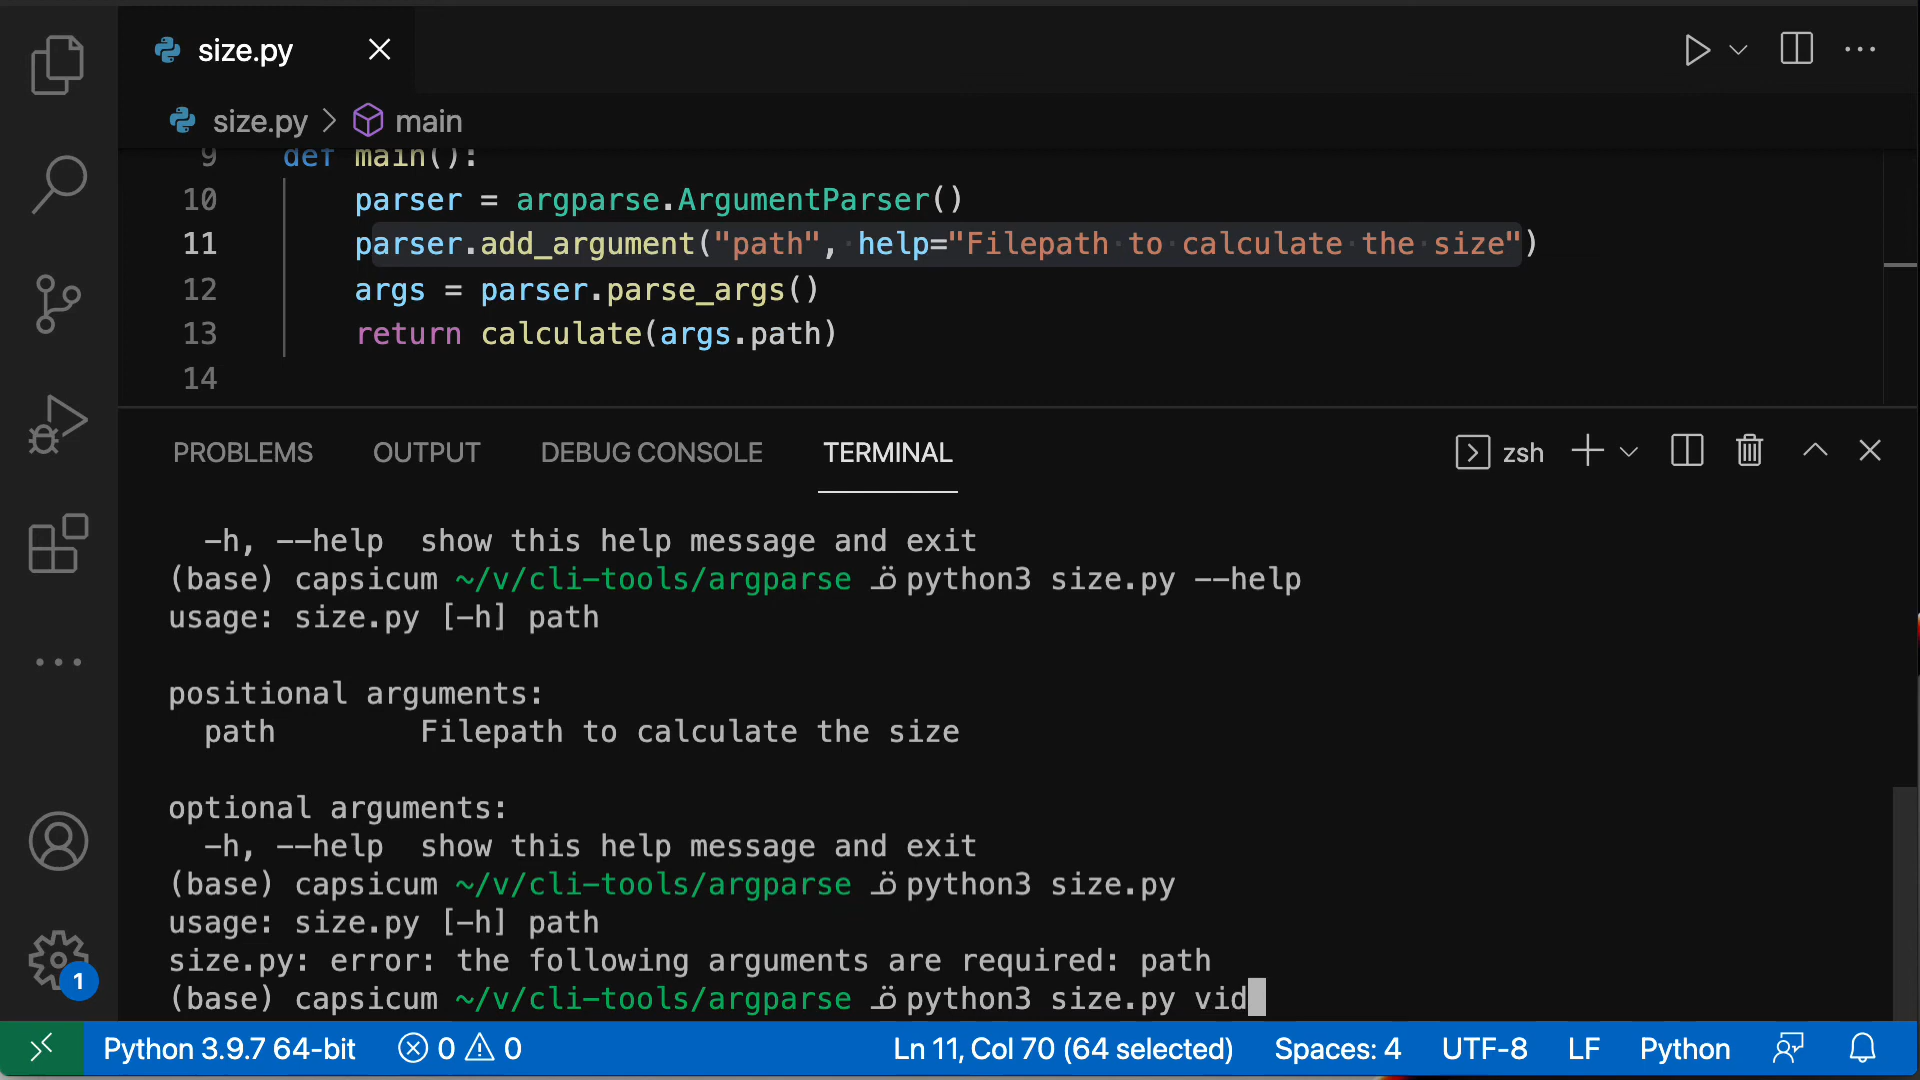 size.py
size.py > main
9 def main():
10 parser = argparse.ArgumentParser()
11 parser.add_argument("path", help="Filepath to calculate the size")
12 args = parser.parse_args()
13 return calculate(args.path)
14
PROBLEMS OUTPUT DEBUG CONSOLE TERMINAL zsh
-h, --help show this help message and exit
(base) capsicum ~/v/cli-tools/argparse python3 size.py --help
usage: size.py [-h] path
positional arguments:
path Filepath to calculate the size
optional arguments:
-h, --help show this help message and exit
(base) capsicum ~/v/cli-tools/argparse python3 size.py
usage: size.py [-h] path
size.py: error: the following arguments are required: path
(base) capsicum ~/v/cli-tools/argparse python3 size.py vid
1
Python 3.9.7 64-bit 0 0 Ln 11, Col 70 (64 selected) Spaces: 4 UTF-8 LF Python